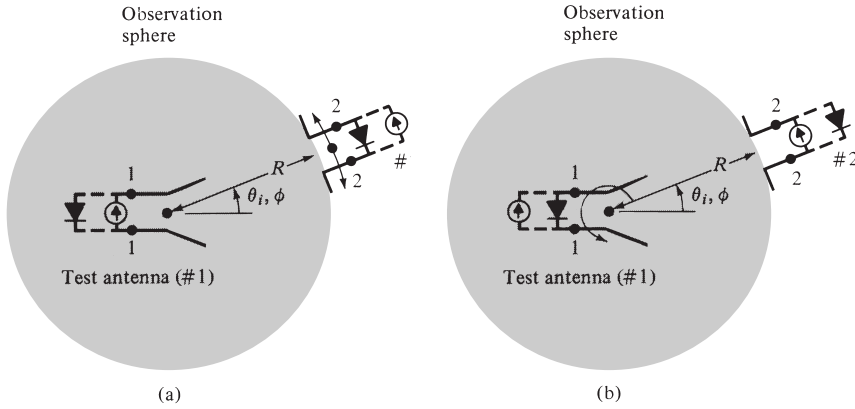 Observation
sphere
2
#
2
R
θi, ϕ
1
1
Test antenna (#1)
(a)
Observation
sphere
2
#2
2
R
θi, ϕ
1
1
Test antenna (#1)
(b)